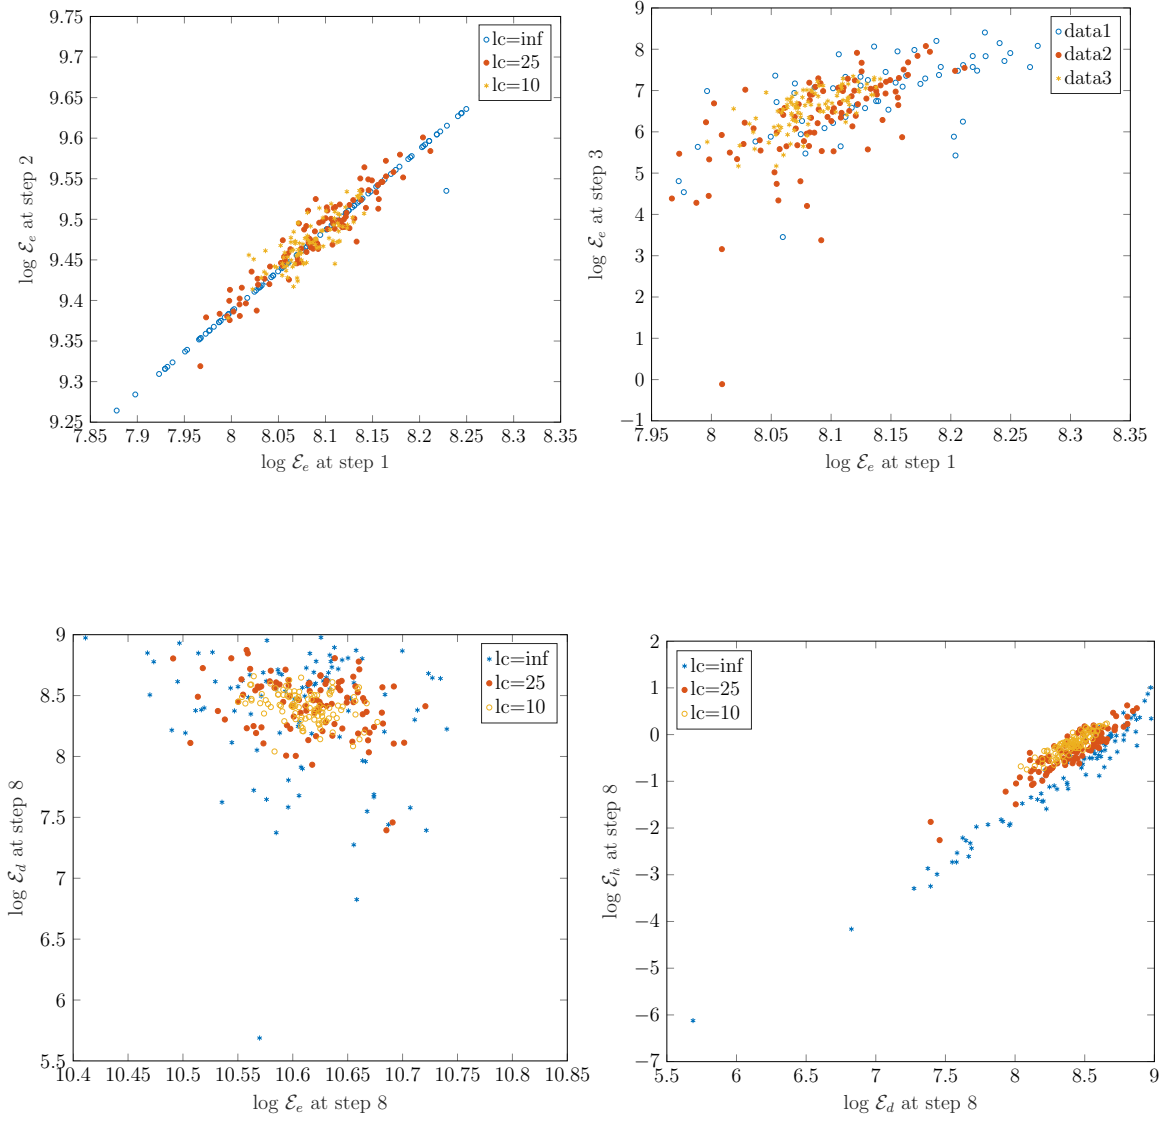 9.75
9.7
9.65
9.6
9.55
9.5
9.45
9.4
9.35
9.3
9.25
7.85 7.9 7.95 8 8.05 8.1 8.15 8.2 8.25 8.3 8.35
log ℰₑ at step 1
log ℰₑ at step 2
lc=inf
lc=25
lc=10
9
8
7
6
5
4
3
2
1
0
−1
7.95 8 8.05 8.1 8.15 8.2 8.25 8.3 8.35
log ℰₑ at step 1
log ℰₑ at step 3
data1
data2
data3
9
8.5
8
7.5
7
6.5
6
5.5
10.4 10.45 10.5 10.55 10.6 10.65 10.7 10.75 10.8 10.85
log ℰₑ at step 8
log ℰ_d at step 8
lc=inf
lc=25
lc=10
2
1
0
−1
−2
−3
−4
−5
−6
−7
5.5 6 6.5 7 7.5 8 8.5 9
log ℰ_d at step 8
log ℰₕ at step 8
lc=inf
lc=25
lc=10